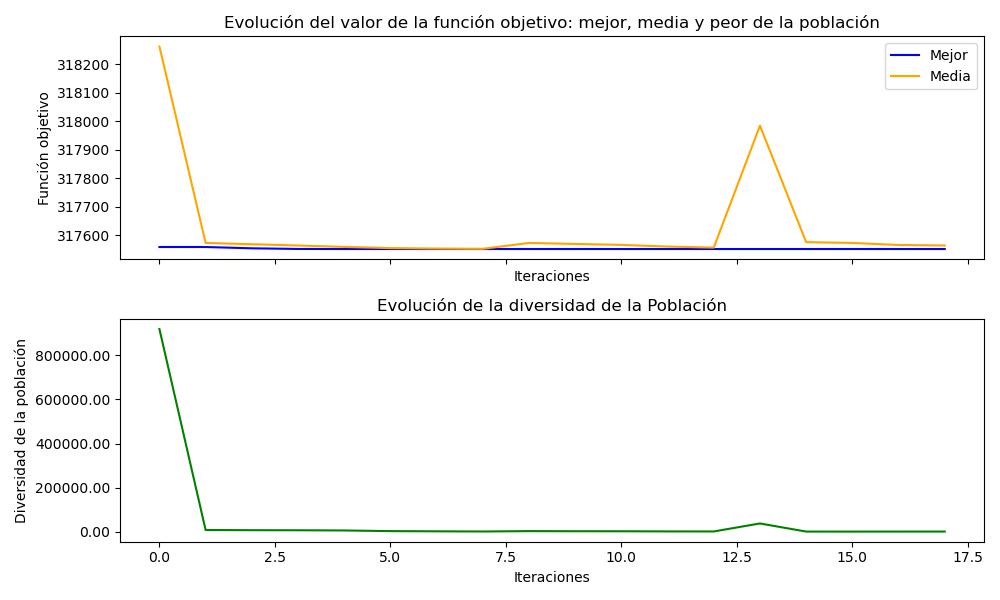 Evolución del valor de la función objetivo: mejor, media y peor de la población
Función objetivo
318200
318100
318000
317900
317800
317700
317600
Mejor
Media
Iteraciones
Evolución de la diversidad de la Población
Diversidad de la población
800000.00
600000.00
400000.00
200000.00
0.00
0.0 2.5 5.0 7.5 10.0 12.5 15.0 17.5
Iteraciones